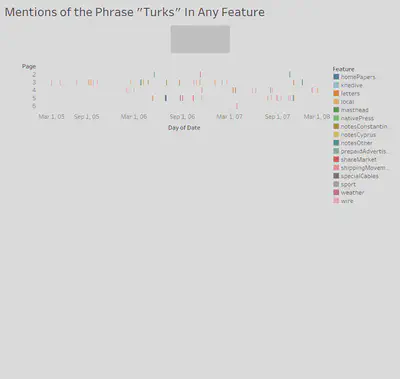 Mentions of the Phrase "Turks" In Any Feature
Page
2
3
4
5
6
Mar 1, 05 Sep 1, 05 Mar 1, 06 Sep 1, 06 Mar 1, 07 Sep 1, 07 Mar 1, 08
Day of Date
Feature
homePapers..
khedive
letters
local
masthead
nativePress
notesConstantin..
notesCyprus
notesOther
prepaidAdvertis..
shareMarket
shippingMovem..
specialCables
sport
weather
wire